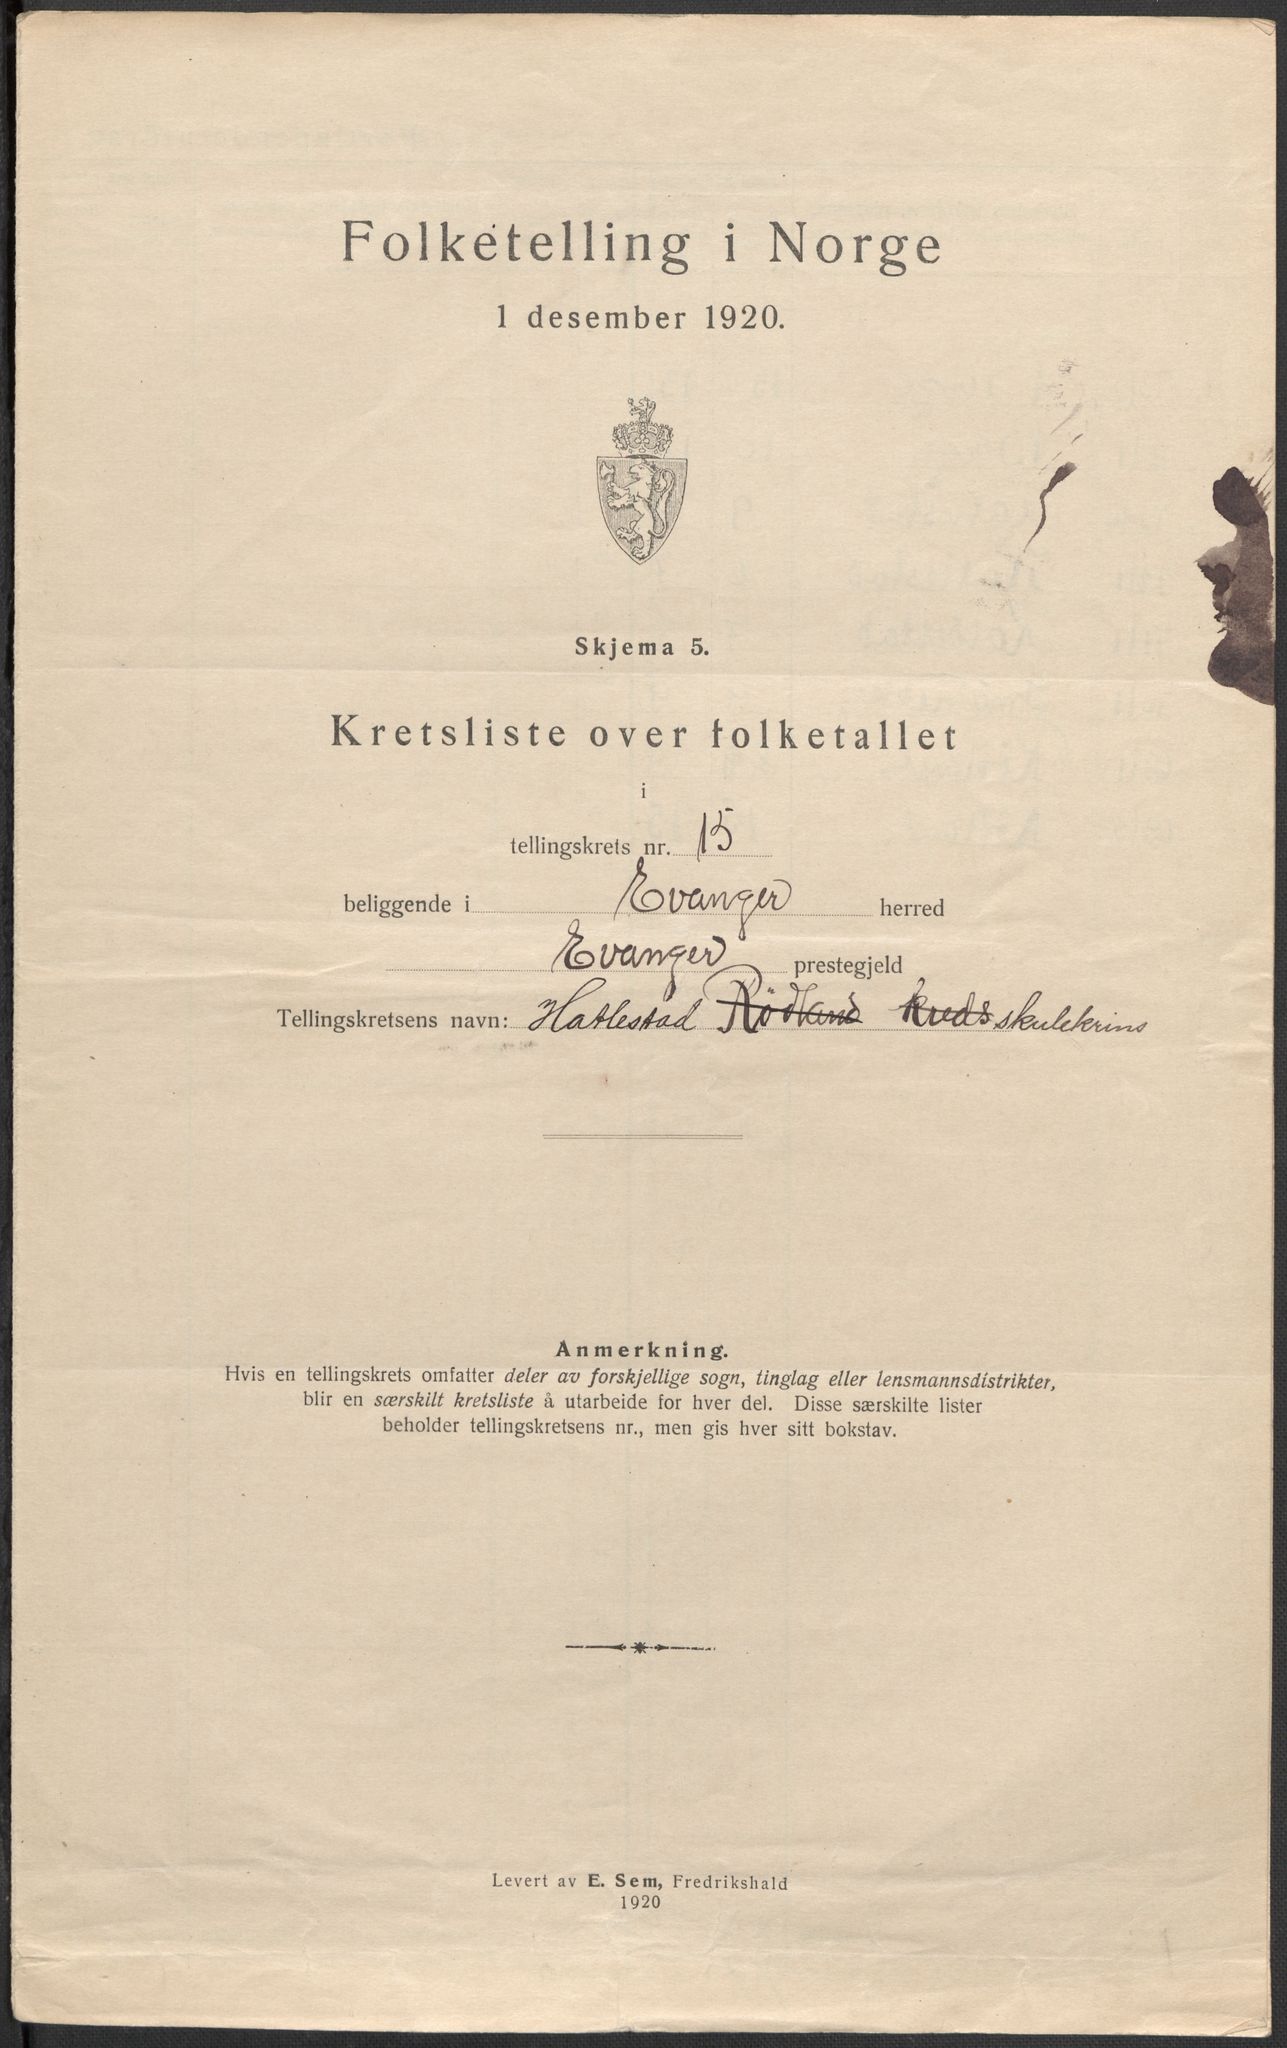 Folketelling i Norge
1 desember 1920.
Skjema 5.
Kretsliste over folketallet
i
tellingskrets nr. 15
beliggende i Evanger herred
Evanger prestegjeld
Tellingskretsens navn: Hatlestad Rödland kreds skulekrins
Anmerkning.
Hvis en tellingskrets omfatter deler av forskjellige sogn, tinglag eller lensmannsdistrikter,
blir en særskilt kretsliste å utarbeide for hver del. Disse særskilte lister
beholder tellingskretsens nr., men gis hver sitt bokstav.
Levert av E. Sem, Fredrikshald
1920